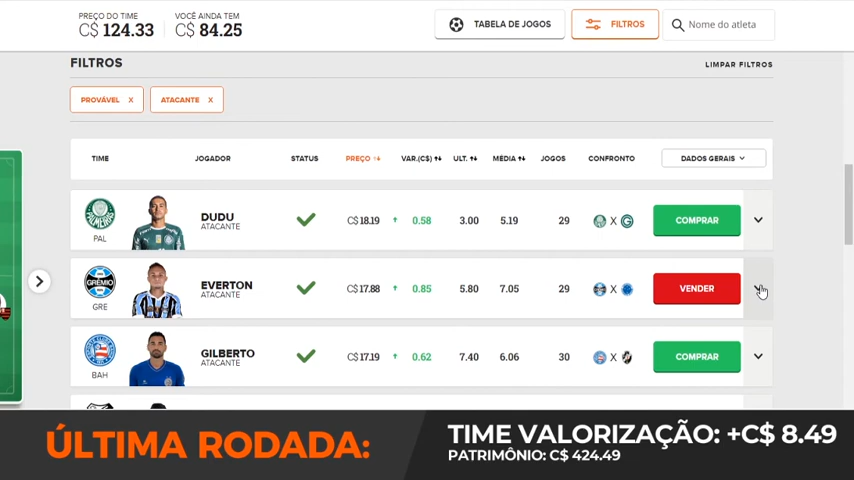 PREÇO DO TIME
C$ 124.33
VOCÊ AINDA TEM
C$ 84.25
TABELA DE JOGOS
FILTROS
Nome do atleta
FILTROS
LIMPAR FILTROS
PROVÁVEL X
ATACANTE X
TIME JOGADOR STATUS PREÇO VAR.(C$) ULT. MÉDIA JOGOS CONFRONTO DADOS GERAIS
PALMEIRAS
PAL
DUDU
ATACANTE
C$ 18.19 0.58 3.00 5.19 29 X COMPRAR
GRÊMIO
GRE
EVERTON
ATACANTE
C$ 17.88 0.85 5.80 7.05 29 X VENDER
BAH
GILBERTO
ATACANTE
C$ 17.19 0.62 7.40 6.06 30 X COMPRAR
ÚLTIMA RODADA:
TIME VALORIZAÇÃO: +C$ 8.49
PATRIMÔNIO: C$ 424.49